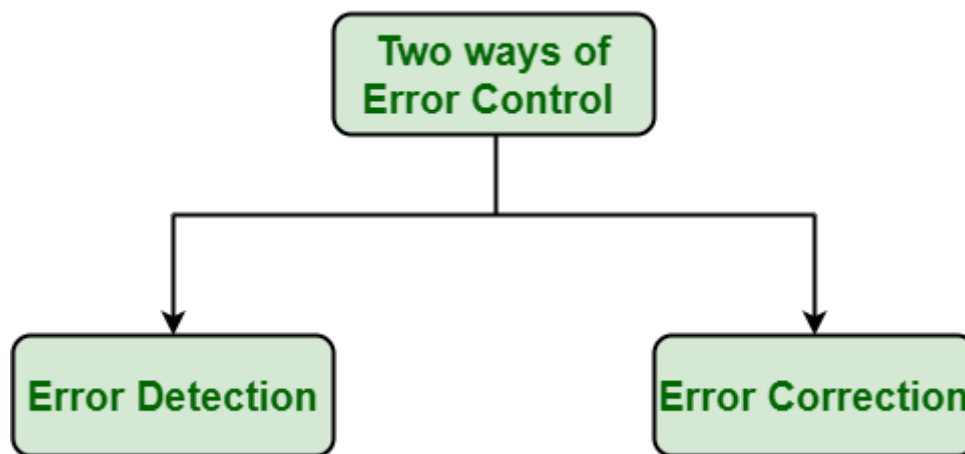 Two ways of
Error Control
Error Detection
Error Correction